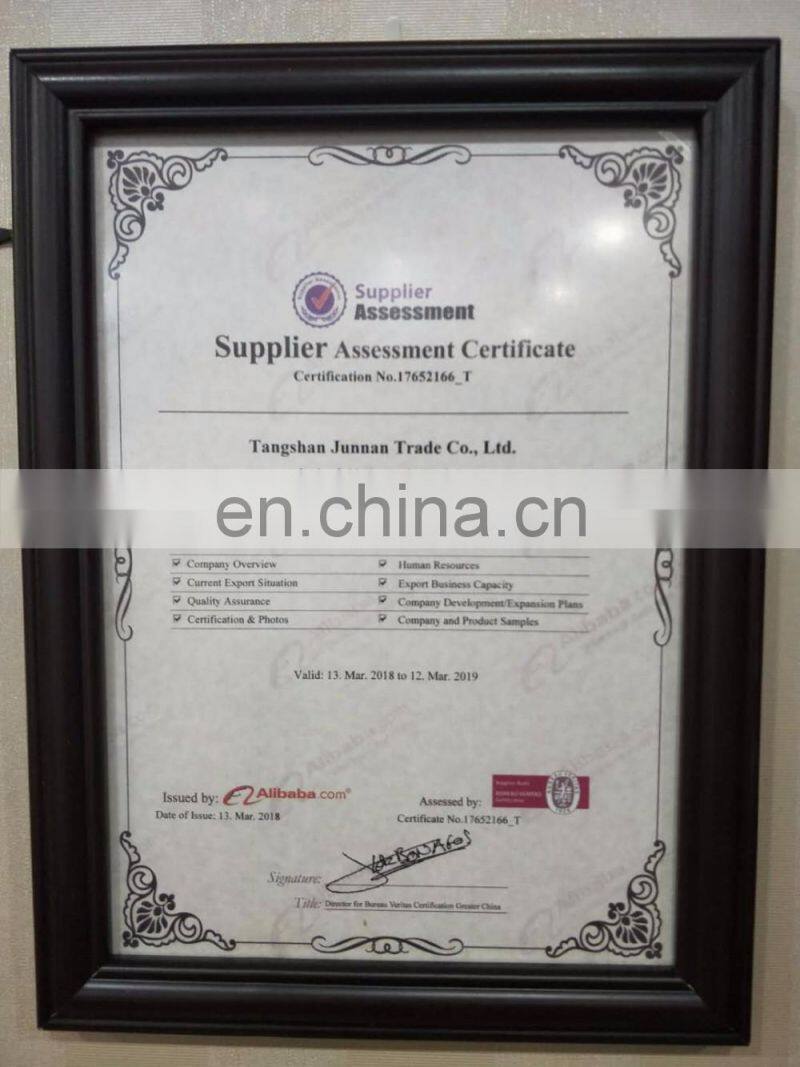 Supplier
Assessment
Supplier Assessment Certificate
Certification No.17652166_T
Tangshan Junnan Trade Co., Ltd.
en.china.cn
Company Overview Human Resources
Current Export Situation Export Business Capacity
Quality Assurance Company Development/Expansion Plans
Certification & Photos Company and Product Samples
Valid: 13. Mar. 2018 to 12. Mar. 2019
Issued by: Alibaba.com® Assessed by:
Date of Issue: 13. Mar. 2018 Certificate No.17652166_T
Signature:
Title: Director for Bureau Veritas Certification Greater China